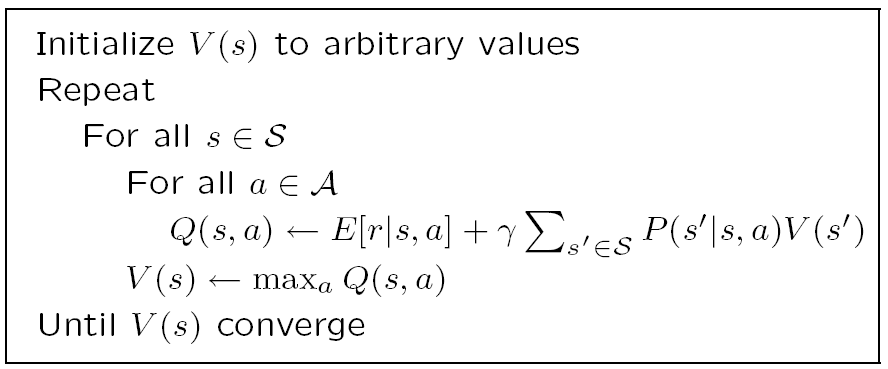 Initialize V(s) to arbitrary values
Repeat
For all s ∈ 𝒮
For all a ∈ 𝒜
Q(s, a) ← E[r|s, a] + γ ∑_{s′∈𝒮} P(s′|s, a)V(s′)
V(s) ← max_a Q(s, a)
Until V(s) converge